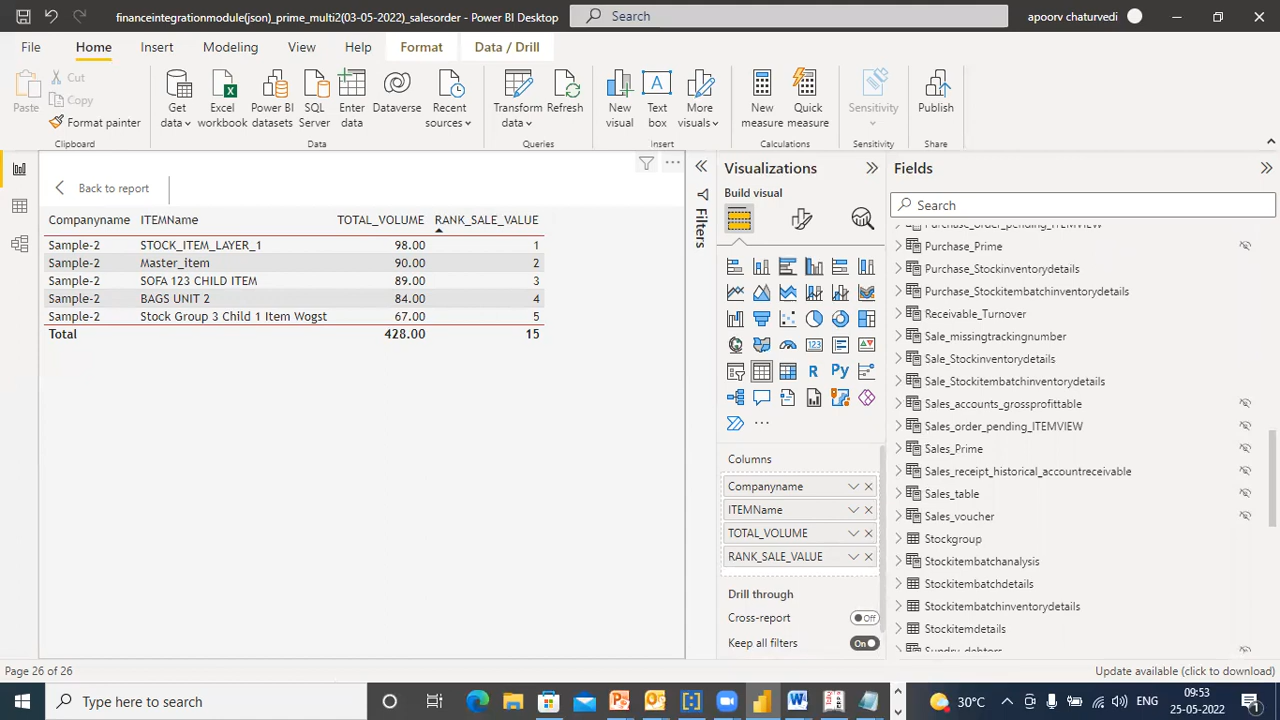 financeintegrationmodule(json)_prime_multi2(03-05-2022)_salesorder - Power BI Desktop
Search
apoorv chaturvedi
File Home Insert Modeling View Help Format Data / Drill
Paste
Cut
Copy
Format painter
Get data
Excel workbook
Power BI datasets
SQL Server
Enter data
Dataverse
Recent sources
Transform data
Refresh
New visual
Text box
More visuals
New measure
Quick measure
Sensitivity
Publish
Clipboard Data Queries Insert Calculations Sensitivity Share
Back to report
Companyname ITEMName TOTAL_VOLUME RANK_SALE_VALUE
Sample-2 STOCK_ITEM_LAYER_1 98.00 1
Sample-2 Master_item 90.00 2
Sample-2 SOFA 123 CHILD ITEM 89.00 3
Sample-2 BAGS UNIT 2 84.00 4
Sample-2 Stock Group 3 Child 1 Item Wogst 67.00 5
Total 428.00 15
Filters
Visualizations
Build visual
123
R
Py
Columns
Companyname
ITEMName
TOTAL_VOLUME
RANK_SALE_VALUE
Drill through
Cross-report Off
Keep all filters On
Fields
Search
Purchase_order_pending_ITEMVIEW
Purchase_Prime
Purchase_Stockinventorydetails
Purchase_Stockitembatchinventorydetails
Receivable_Turnover
Sale_missingtrackingnumber
Sale_Stockinventorydetails
Sale_Stockitembatchinventorydetails
Sales_accounts_grossprofittable
Sales_order_pending_ITEMVIEW
Sales_Prime
Sales_receipt_historical_accountreceivable
Sales_table
Sales_voucher
Stockgroup
Stockitembatchanalysis
Stockitembatchdetails
Stockitembatchinventorydetails
Stockitemdetails
Sundry_debtors
Page 26 of 26
Update available (click to download)
Type here to search
30°C
ENG
09:53
25-05-2022
1